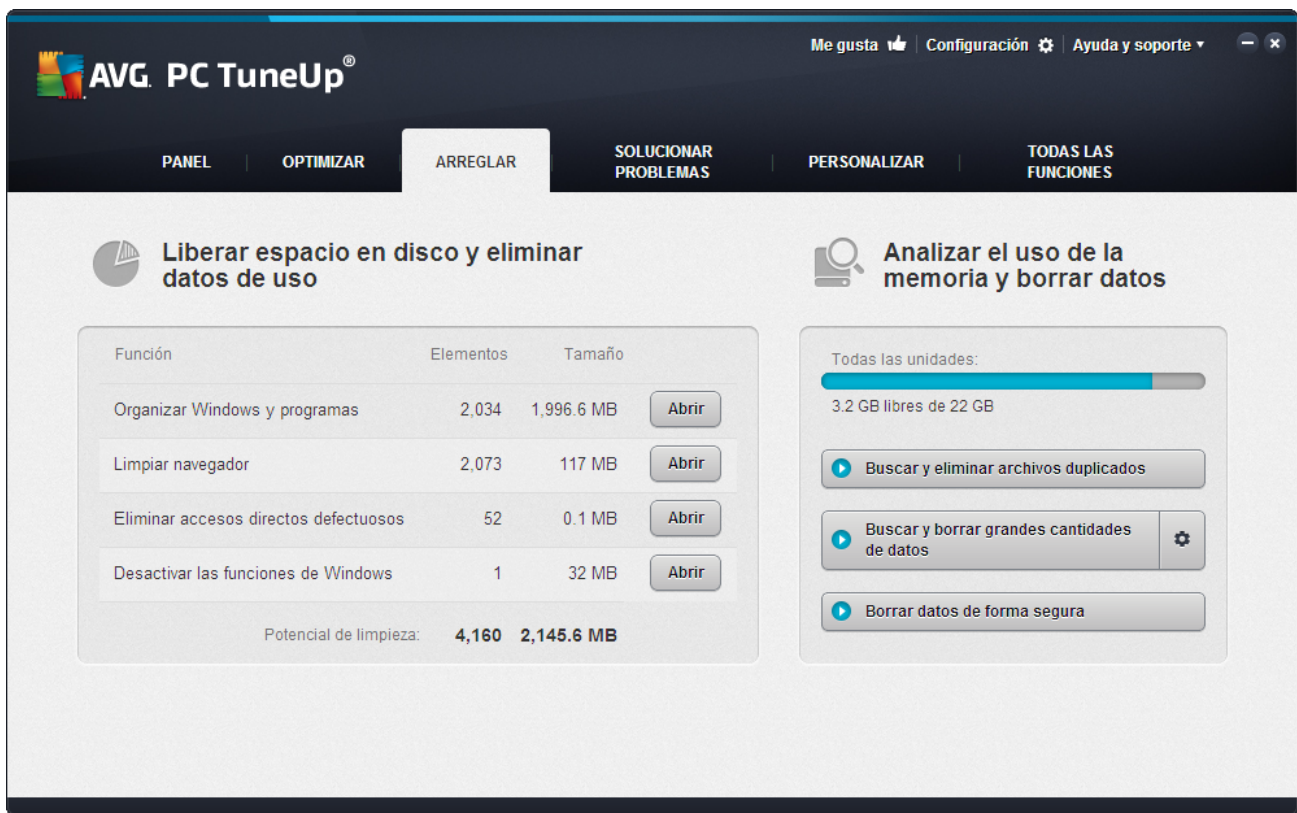 Me gusta Configuración Ayuda y soporte
AVG. PC TuneUp®
PANEL OPTIMIZAR ARREGLAR SOLUCIONAR PROBLEMAS PERSONALIZAR TODAS LAS FUNCIONES
Liberar espacio en disco y eliminar
datos de uso
Función Elementos Tamaño
Organizar Windows y programas 2,034 1,996.6 MB Abrir
Limpiar navegador 2,073 117 MB Abrir
Eliminar accesos directos defectuosos 52 0.1 MB Abrir
Desactivar las funciones de Windows 1 32 MB Abrir
Potencial de limpieza: 4,160 2,145.6 MB
Analizar el uso de la
memoria y borrar datos
Todas las unidades:
3.2 GB libres de 22 GB
Buscar y eliminar archivos duplicados
Buscar y borrar grandes cantidades
de datos
Borrar datos de forma segura